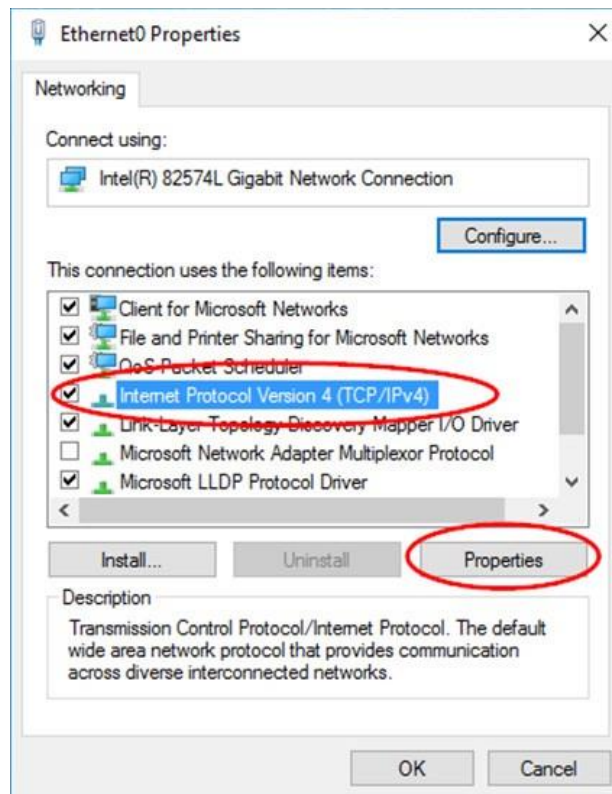 Ethernet0 Properties
Networking
Connect using:
Intel(R) 82574L Gigabit Network Connection
Configure...
This connection uses the following items:
Client for Microsoft Networks
File and Printer Sharing for Microsoft Networks
QoS Packet Scheduler
Internet Protocol Version 4 (TCP/IPv4)
Link-Layer Topology Discovery Mapper I/O Driver
Microsoft Network Adapter Multiplexor Protocol
Microsoft LLDP Protocol Driver
Install... Uninstall Properties
Description
Transmission Control Protocol/Internet Protocol. The default
wide area network protocol that provides communication
across diverse interconnected networks.
OK Cancel